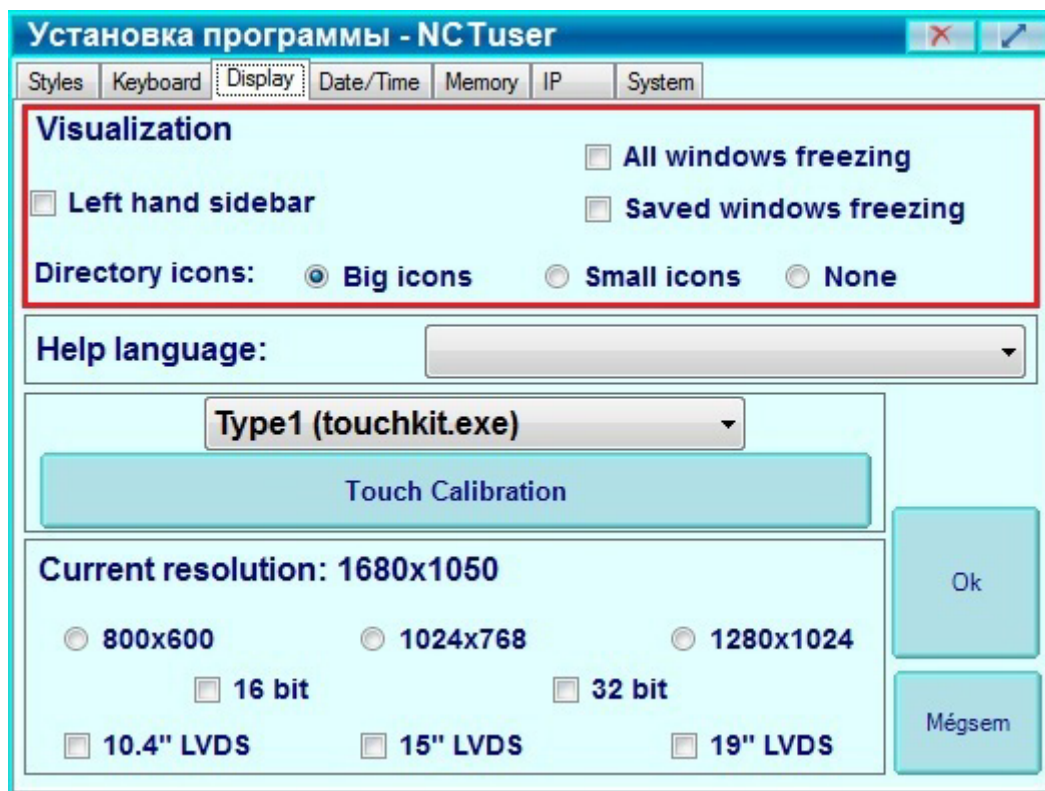 Установка программы - NCTuser
Styles Keyboard Display Date/Time Memory IP System
Visualization
All windows freezing
Left hand sidebar
Saved windows freezing
Directory icons: Big icons Small icons None
Help language:
Type1 (touchkit.exe)
Touch Calibration
Current resolution: 1680x1050
Ok
800x600 1024x768 1280x1024
16 bit 32 bit
Mégsem
10.4" LVDS 15" LVDS 19" LVDS